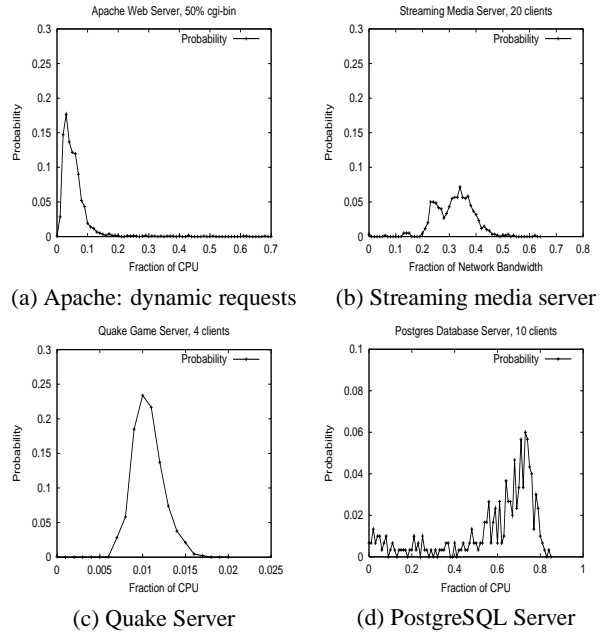 Apache Web Server, 50% cgi-bin
Probability
0.3
0.25
0.2
0.15
0.1
0.05
0
Probability
0 0.1 0.2 0.3 0.4 0.5 0.6 0.7
Fraction of CPU
(a) Apache: dynamic requests
Streaming Media Server, 20 clients
Probability
0.3
0.25
0.2
0.15
0.1
0.05
0
Probability
0 0.1 0.2 0.3 0.4 0.5 0.6 0.7 0.8
Fraction of Network Bandwidth
(b) Streaming media server
Quake Game Server, 4 clients
Probability
0.3
0.25
0.2
0.15
0.1
0.05
0
Probability
0 0.005 0.01 0.015 0.02 0.025
Fraction of CPU
(c) Quake Server
Postgres Database Server, 10 clients
Probability
0.1
0.08
0.06
0.04
0.02
0
Probability
0 0.2 0.4 0.6 0.8 1
Fraction of CPU
(d) PostgreSQL Server